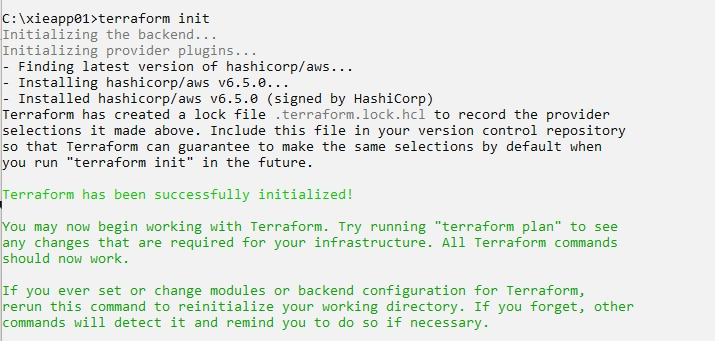 C:\xieapp01>terraform init
Initializing the backend...
Initializing provider plugins...
- Finding latest version of hashicorp/aws...
- Installing hashicorp/aws v6.5.0...
- Installed hashicorp/aws v6.5.0 (signed by HashiCorp)
Terraform has created a lock file .terraform.lock.hcl to record the provider
selections it made above. Include this file in your version control repository
so that Terraform can guarantee to make the same selections by default when
you run "terraform init" in the future.
Terraform has been successfully initialized!
You may now begin working with Terraform. Try running "terraform plan" to see
any changes that are required for your infrastructure. All Terraform commands
should now work.
If you ever set or change modules or backend configuration for Terraform,
rerun this command to reinitialize your working directory. If you forget, other
commands will detect it and remind you to do so if necessary.